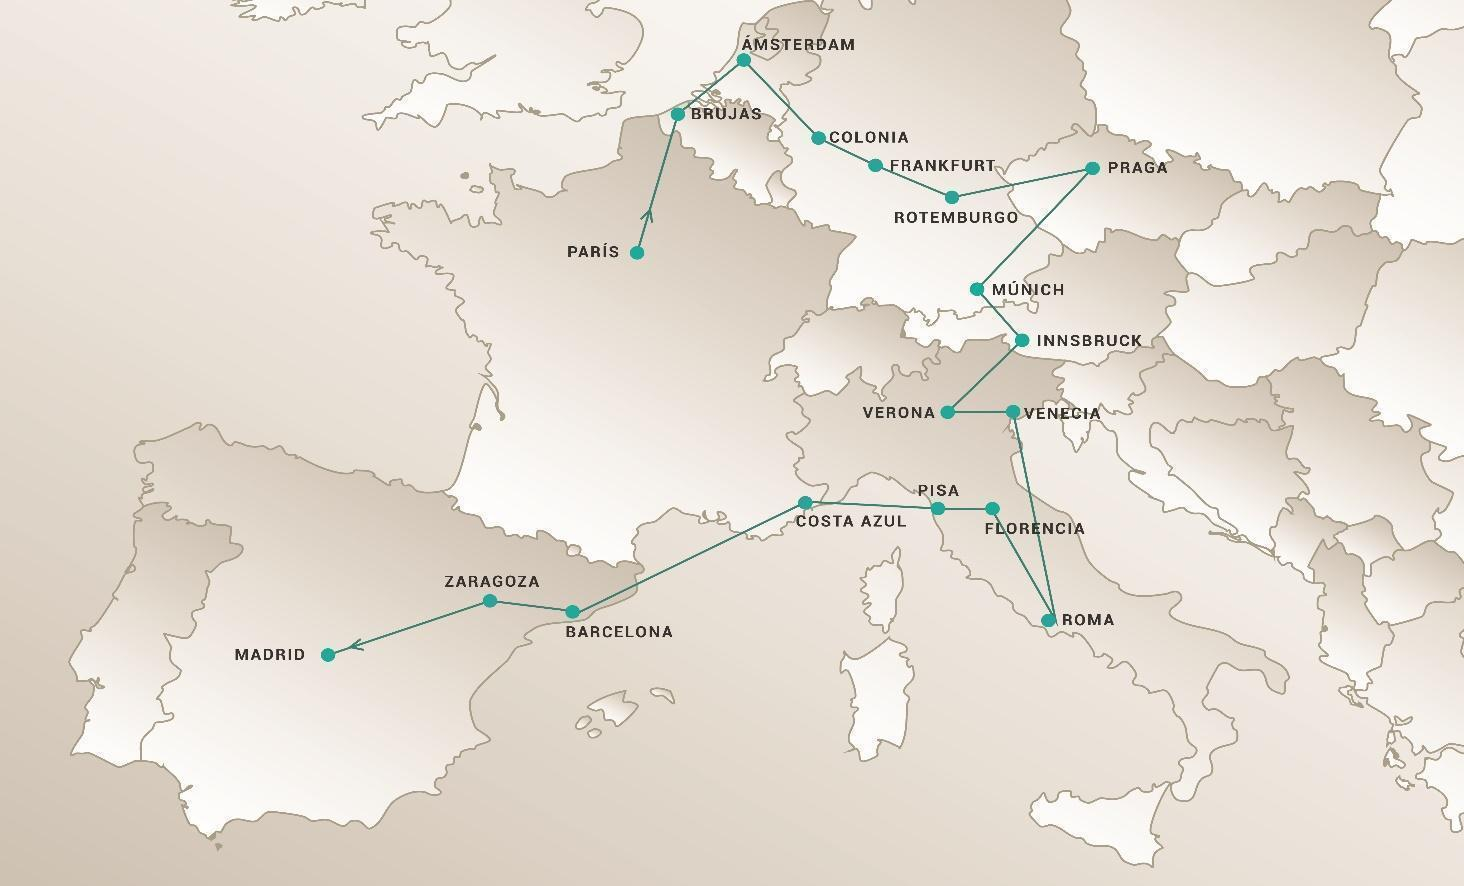 ÁMSTERDAM
BRUJAS
COLONIA
FRANKFURT
PRAGA
ROTEMBURGO
PARÍS
MÚNICH
INNSBRUCK
VERONA
VENECIA
PISA
COSTA AZUL
FLORENCIA
ZARAGOZA
ROMA
BARCELONA
MADRID